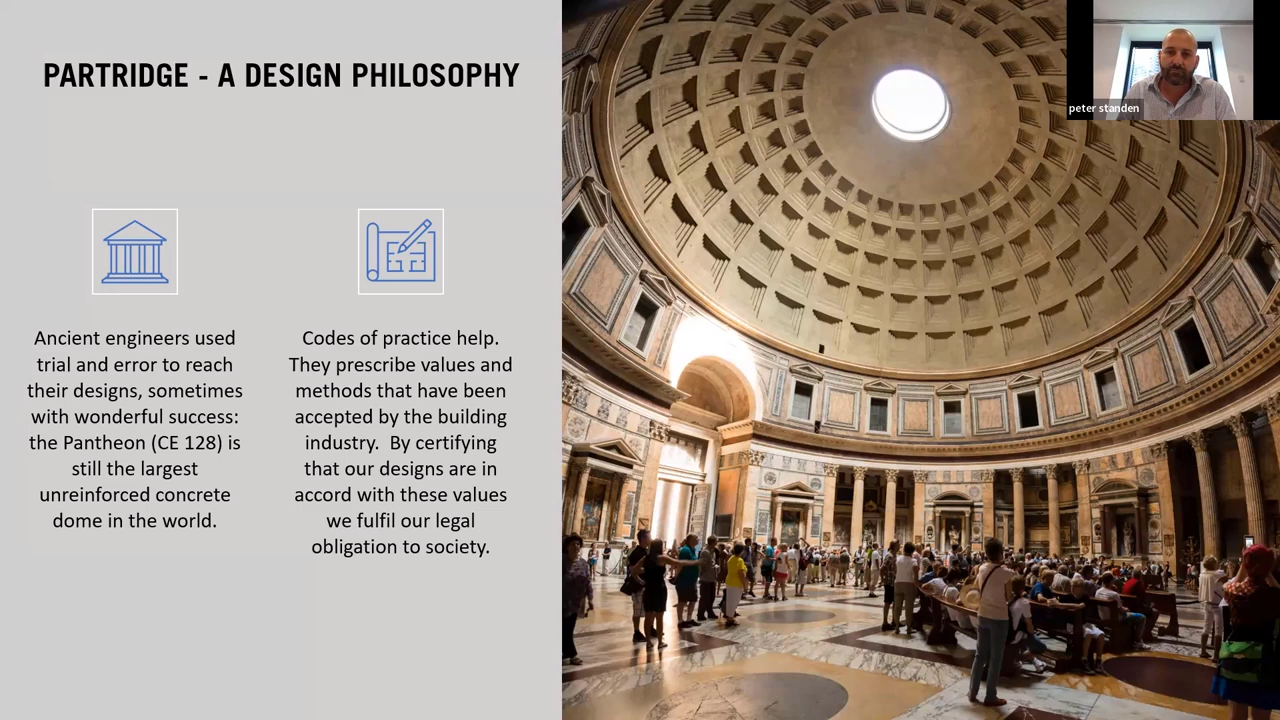 PARTRIDGE - A DESIGN PHILOSOPHY
Ancient engineers used
trial and error to reach
their designs, sometimes
with wonderful success:
the Pantheon (CE 128) is
still the largest
unreinforced concrete
dome in the world.
Codes of practice help.
They prescribe values and
methods that have been
accepted by the building
industry.  By certifying
that our designs are in
accord with these values
we fulfil our legal
obligation to society.
peter standen